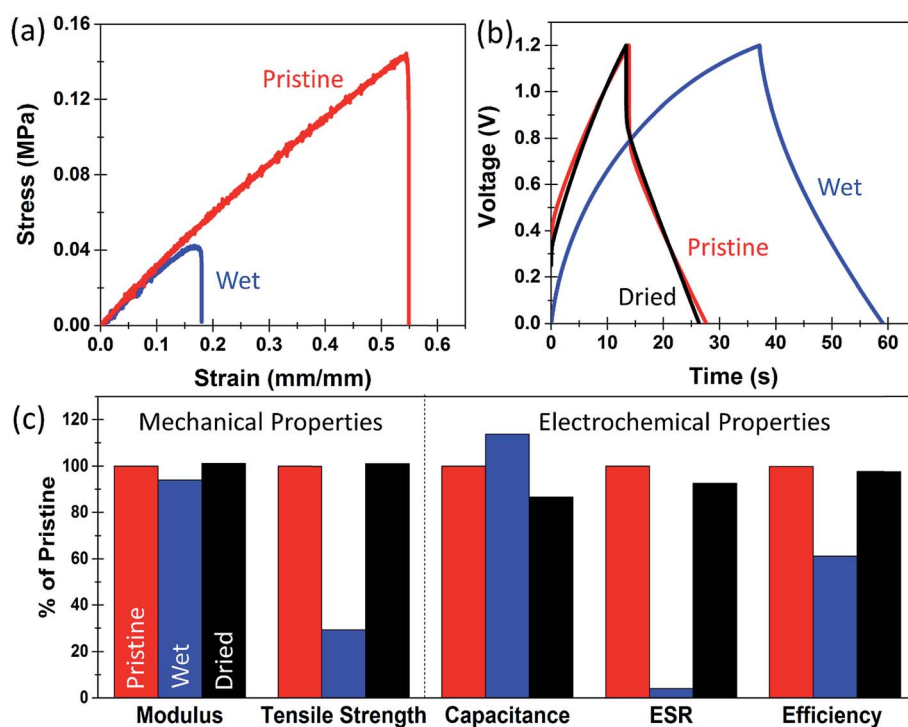 (a)
0.16
0.12
0.08
0.04
0.00
Stress (MPa)
Pristine
Wet
0.0 0.1 0.2 0.3 0.4 0.5 0.6
Strain (mm/mm)
(b)
1.2
1.0
0.8
0.6
0.4
0.2
0.0
Voltage (V)
Wet
Pristine
Dried
0 10 20 30 40 50 60
Time (s)
(c)
120
100
80
60
40
20
0
% of Pristine
Mechanical Properties
Electrochemical Properties
Pristine
Wet
Dried
Modulus Tensile Strength Capacitance ESR Efficiency